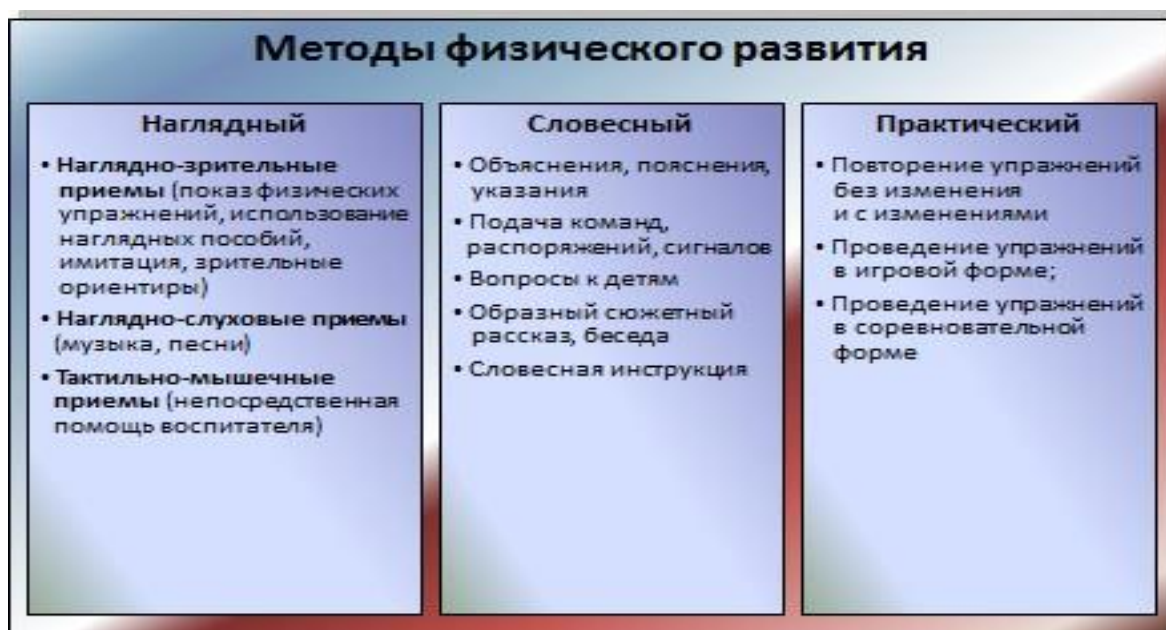 Методы физического развития
Наглядный
• Наглядно-зрительные
приемы (показ физических
упражнений, использование
наглядных пособий,
имитация, зрительные
ориентиры)
• Наглядно-слуховые приемы
(музыка, песни)
• Тактильно-мышечные
приемы (непосредственная
помощь воспитателя)
Словесный
• Объяснения, пояснения,
указания
• Подача команд,
распоряжений, сигналов
• Вопросы к детям
• Образный сюжетный
рассказ, беседа
• Словесная инструкция
Практический
• Повторение упражнений
без изменения
и с изменениями
• Проведение упражнений
в игровой форме;
• Проведение упражнений
в соревновательной
форме